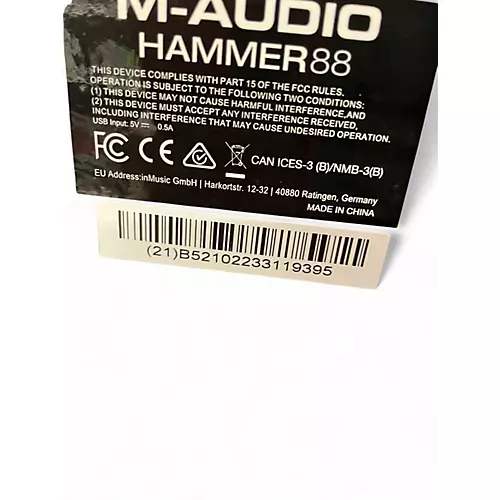 M-AUDIO
HAMMER88
THIS DEVICE COMPLIES WITH PART 15 OF THE FCC RULES.
OPERATION IS SUBJECT TO THE FOLLOWING TWO CONDITIONS:
(1) THIS DEVICE MAY NOT CAUSE HARMFUL INTERFERENCE,AND
(2) THIS DEVICE MUST ACCEPT ANY INTERFERENCE RECEIVED,
INCLUDING INTERFERENCE THAT MAY CAUSE UNDESIRED OPERATION.
USB Input: 5V⎓ 0.5A
FC CE CAN ICES-3 (B)/NMB-3(B)
EU Address:inMusic GmbH | Harkortstr. 12-32 | 40880 Ratingen, Germany
MADE IN CHINA
(21)B52102233119395